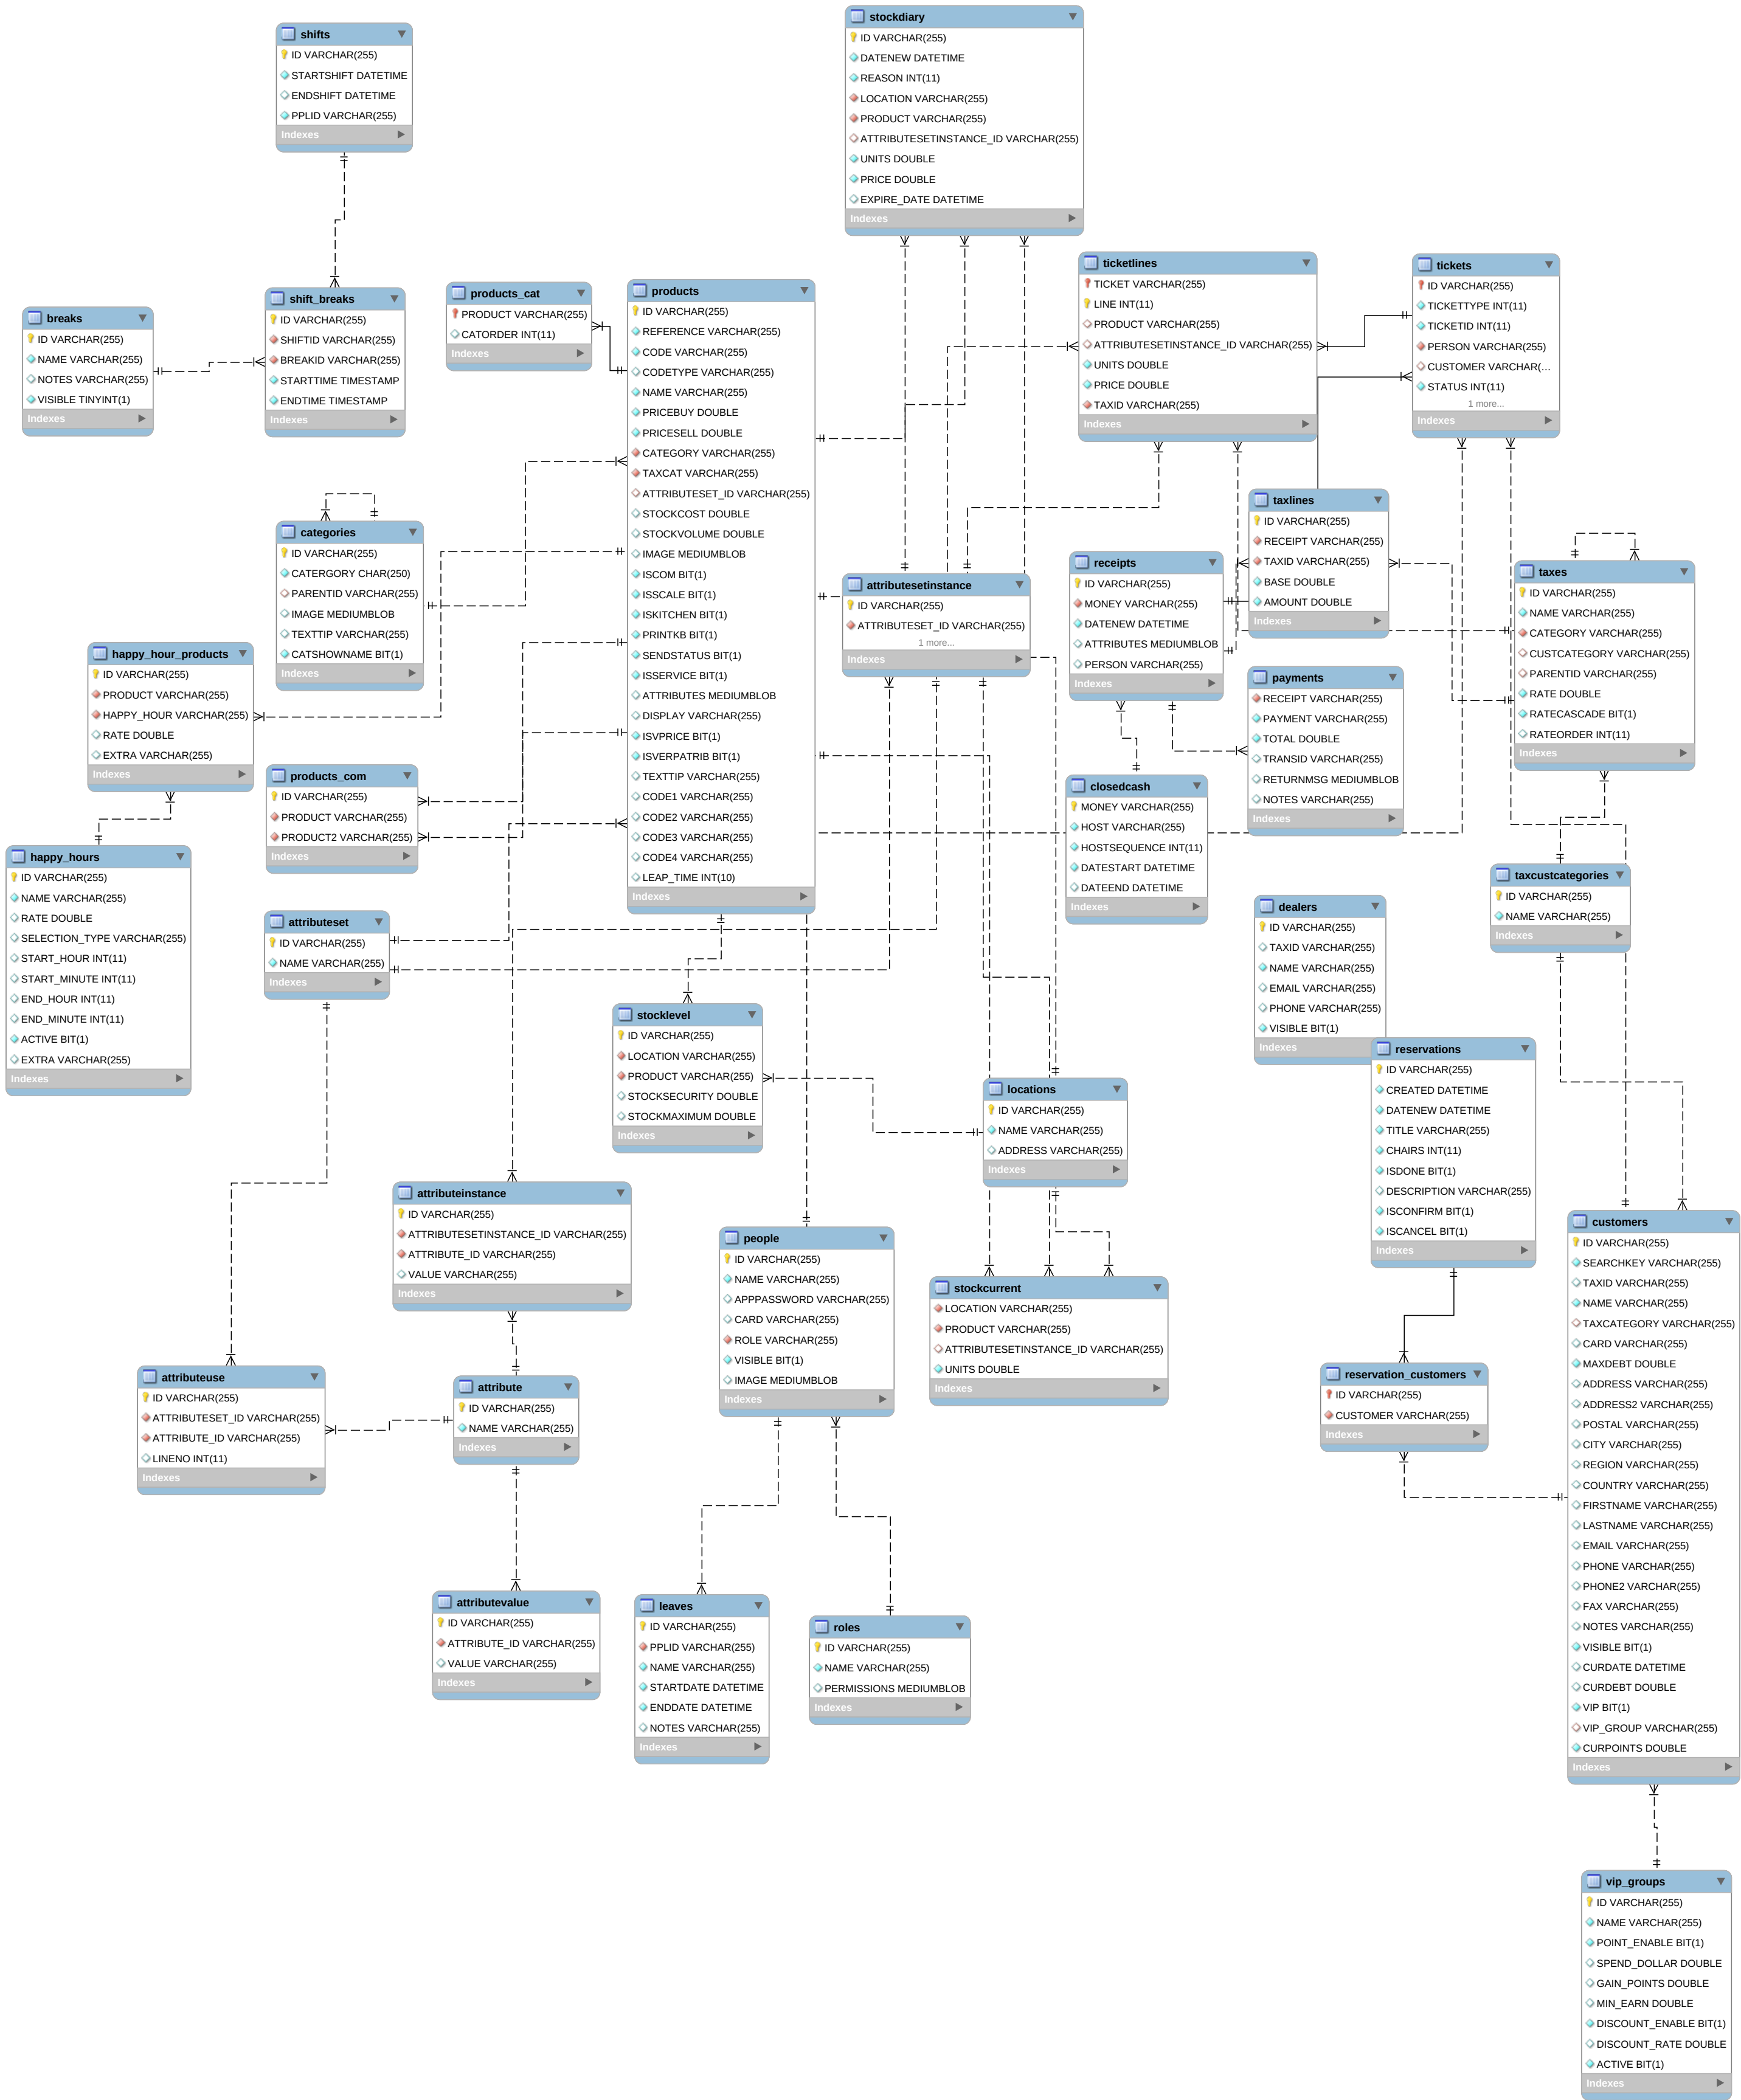 shifts
ID VARCHAR(255)
STARTSHIFT DATETIME
ENDSHIFT DATETIME
PPLID VARCHAR(255)
Indexes
stockdiary
ID VARCHAR(255)
DATENEW DATETIME
REASON INT(11)
LOCATION VARCHAR(255)
PRODUCT VARCHAR(255)
ATTRIBUTESETINSTANCE_ID VARCHAR(255)
UNITS DOUBLE
PRICE DOUBLE
EXPIRE_DATE DATETIME
Indexes
breaks
ID VARCHAR(255)
NAME VARCHAR(255)
NOTES VARCHAR(255)
VISIBLE TINYINT(1)
Indexes
shift_breaks
ID VARCHAR(255)
SHIFTID VARCHAR(255)
BREAKID VARCHAR(255)
STARTTIME TIMESTAMP
ENDTIME TIMESTAMP
Indexes
products_cat
PRODUCT VARCHAR(255)
CATORDER INT(11)
Indexes
products
ID VARCHAR(255)
REFERENCE VARCHAR(255)
CODE VARCHAR(255)
CODETYPE VARCHAR(255)
NAME VARCHAR(255)
PRICEBUY DOUBLE
PRICESELL DOUBLE
CATEGORY VARCHAR(255)
TAXCAT VARCHAR(255)
ATTRIBUTESET_ID VARCHAR(255)
STOCKCOST DOUBLE
STOCKVOLUME DOUBLE
IMAGE MEDIUMBLOB
ISCOM BIT(1)
ISSCALE BIT(1)
ISKITCHEN BIT(1)
PRINTKB BIT(1)
SENDSTATUS BIT(1)
ISSERVICE BIT(1)
ATTRIBUTES MEDIUMBLOB
DISPLAY VARCHAR(255)
ISVPRICE BIT(1)
ISVERPATRIB BIT(1)
TEXTTIP VARCHAR(255)
CODE1 VARCHAR(255)
CODE2 VARCHAR(255)
CODE3 VARCHAR(255)
CODE4 VARCHAR(255)
LEAP_TIME INT(10)
Indexes
ticketlines
TICKET VARCHAR(255)
LINE INT(11)
PRODUCT VARCHAR(255)
ATTRIBUTESETINSTANCE_ID VARCHAR(255)
UNITS DOUBLE
PRICE DOUBLE
TAXID VARCHAR(255)
Indexes
tickets
ID VARCHAR(255)
TICKETTYPE INT(11)
TICKETID INT(11)
PERSON VARCHAR(255)
CUSTOMER VARCHAR(...
STATUS INT(11)
1 more...
Indexes
categories
ID VARCHAR(255)
CATERGORY CHAR(250)
PARENTID VARCHAR(255)
IMAGE MEDIUMBLOB
TEXTTIP VARCHAR(255)
CATSHOWNAME BIT(1)
Indexes
attributesetinstance
ID VARCHAR(255)
ATTRIBUTESET_ID VARCHAR(255)
1 more...
Indexes
receipts
ID VARCHAR(255)
MONEY VARCHAR(255)
DATENEW DATETIME
ATTRIBUTES MEDIUMBLOB
PERSON VARCHAR(255)
Indexes
taxlines
ID VARCHAR(255)
RECEIPT VARCHAR(255)
TAXID VARCHAR(255)
BASE DOUBLE
AMOUNT DOUBLE
Indexes
taxes
ID VARCHAR(255)
NAME VARCHAR(255)
CATEGORY VARCHAR(255)
CUSTCATEGORY VARCHAR(255)
PARENTID VARCHAR(255)
RATE DOUBLE
RATECASCADE BIT(1)
RATEORDER INT(11)
Indexes
happy_hour_products
ID VARCHAR(255)
PRODUCT VARCHAR(255)
HAPPY_HOUR VARCHAR(255)
RATE DOUBLE
EXTRA VARCHAR(255)
Indexes
payments
RECEIPT VARCHAR(255)
PAYMENT VARCHAR(255)
TOTAL DOUBLE
TRANSID VARCHAR(255)
RETURNMSG MEDIUMBLOB
NOTES VARCHAR(255)
Indexes
products_com
ID VARCHAR(255)
PRODUCT VARCHAR(255)
PRODUCT2 VARCHAR(255)
Indexes
closedcash
MONEY VARCHAR(255)
HOST VARCHAR(255)
HOSTSEQUENCE INT(11)
DATESTART DATETIME
DATEEND DATETIME
Indexes
happy_hours
ID VARCHAR(255)
NAME VARCHAR(255)
RATE DOUBLE
SELECTION_TYPE VARCHAR(255)
START_HOUR INT(11)
START_MINUTE INT(11)
END_HOUR INT(11)
END_MINUTE INT(11)
ACTIVE BIT(1)
EXTRA VARCHAR(255)
Indexes
taxcustcategories
ID VARCHAR(255)
NAME VARCHAR(255)
Indexes
attributeset
ID VARCHAR(255)
NAME VARCHAR(255)
Indexes
dealers
ID VARCHAR(255)
TAXID VARCHAR(255)
NAME VARCHAR(255)
EMAIL VARCHAR(255)
PHONE VARCHAR(255)
VISIBLE BIT(1)
Indexes
stocklevel
ID VARCHAR(255)
LOCATION VARCHAR(255)
PRODUCT VARCHAR(255)
STOCKSECURITY DOUBLE
STOCKMAXIMUM DOUBLE
Indexes
reservations
ID VARCHAR(255)
CREATED DATETIME
DATENEW DATETIME
TITLE VARCHAR(255)
CHAIRS INT(11)
ISDONE BIT(1)
DESCRIPTION VARCHAR(255)
ISCONFIRM BIT(1)
ISCANCEL BIT(1)
Indexes
locations
ID VARCHAR(255)
NAME VARCHAR(255)
ADDRESS VARCHAR(255)
Indexes
attributeinstance
ID VARCHAR(255)
ATTRIBUTESETINSTANCE_ID VARCHAR(255)
ATTRIBUTE_ID VARCHAR(255)
VALUE VARCHAR(255)
Indexes
customers
ID VARCHAR(255)
SEARCHKEY VARCHAR(255)
TAXID VARCHAR(255)
NAME VARCHAR(255)
TAXCATEGORY VARCHAR(255)
CARD VARCHAR(255)
MAXDEBT DOUBLE
ADDRESS VARCHAR(255)
ADDRESS2 VARCHAR(255)
POSTAL VARCHAR(255)
CITY VARCHAR(255)
REGION VARCHAR(255)
COUNTRY VARCHAR(255)
FIRSTNAME VARCHAR(255)
LASTNAME VARCHAR(255)
EMAIL VARCHAR(255)
PHONE VARCHAR(255)
PHONE2 VARCHAR(255)
FAX VARCHAR(255)
NOTES VARCHAR(255)
VISIBLE BIT(1)
CURDATE DATETIME
CURDEBT DOUBLE
VIP BIT(1)
VIP_GROUP VARCHAR(255)
CURPOINTS DOUBLE
Indexes
people
ID VARCHAR(255)
NAME VARCHAR(255)
APPPASSWORD VARCHAR(255)
CARD VARCHAR(255)
ROLE VARCHAR(255)
VISIBLE BIT(1)
IMAGE MEDIUMBLOB
Indexes
stockcurrent
LOCATION VARCHAR(255)
PRODUCT VARCHAR(255)
ATTRIBUTESETINSTANCE_ID VARCHAR(255)
UNITS DOUBLE
Indexes
reservation_customers
ID VARCHAR(255)
CUSTOMER VARCHAR(255)
Indexes
attributeuse
ID VARCHAR(255)
ATTRIBUTESET_ID VARCHAR(255)
ATTRIBUTE_ID VARCHAR(255)
LINENO INT(11)
Indexes
attribute
ID VARCHAR(255)
NAME VARCHAR(255)
Indexes
attributevalue
ID VARCHAR(255)
ATTRIBUTE_ID VARCHAR(255)
VALUE VARCHAR(255)
Indexes
leaves
ID VARCHAR(255)
PPLID VARCHAR(255)
NAME VARCHAR(255)
STARTDATE DATETIME
ENDDATE DATETIME
NOTES VARCHAR(255)
Indexes
roles
ID VARCHAR(255)
NAME VARCHAR(255)
PERMISSIONS MEDIUMBLOB
Indexes
vip_groups
ID VARCHAR(255)
NAME VARCHAR(255)
POINT_ENABLE BIT(1)
SPEND_DOLLAR DOUBLE
GAIN_POINTS DOUBLE
MIN_EARN DOUBLE
DISCOUNT_ENABLE BIT(1)
DISCOUNT_RATE DOUBLE
ACTIVE BIT(1)
Indexes